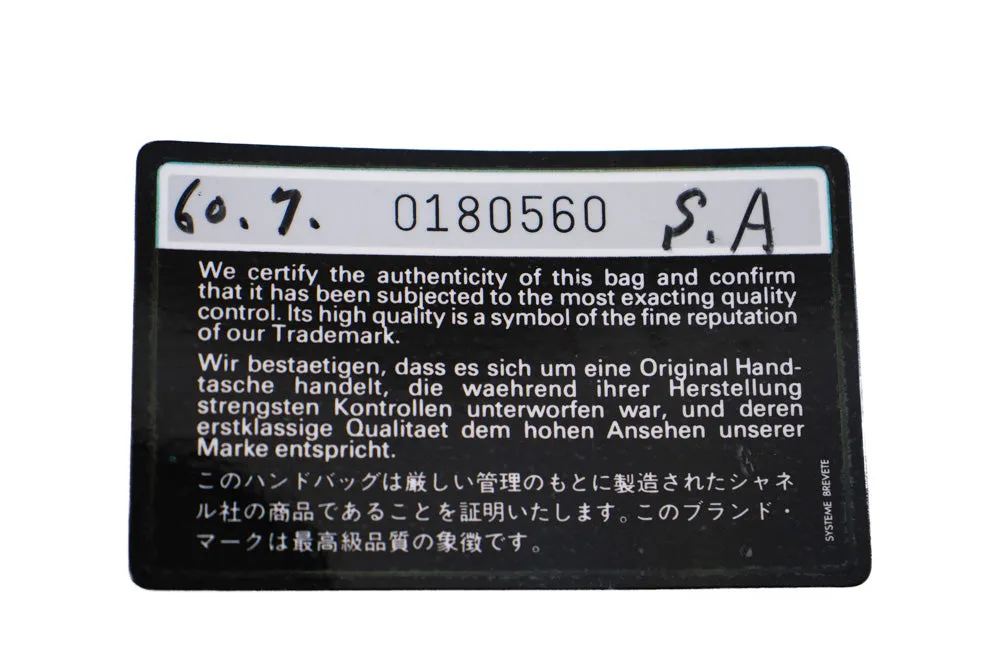 60.7. 0180560 S.A
We certify the authenticity of this bag and confirm
that it has been subjected to the most exacting quality
control. Its high quality is a symbol of the fine reputation
of our Trademark.
Wir bestaetigen, dass es sich um eine Original Hand-
tasche handelt, die waehrend ihrer Herstellung
strengsten Kontrollen unterworfen war, und deren
erstklassige Qualitaet dem hohen Ansehen unserer
Marke entspricht.
このハンドバッグは厳しい管理のもとに製造されたシャネ
ル社の商品であることを証明いたします。このブランド・
マークは最高級品質の象徴です。
SYSTEME BREVETE